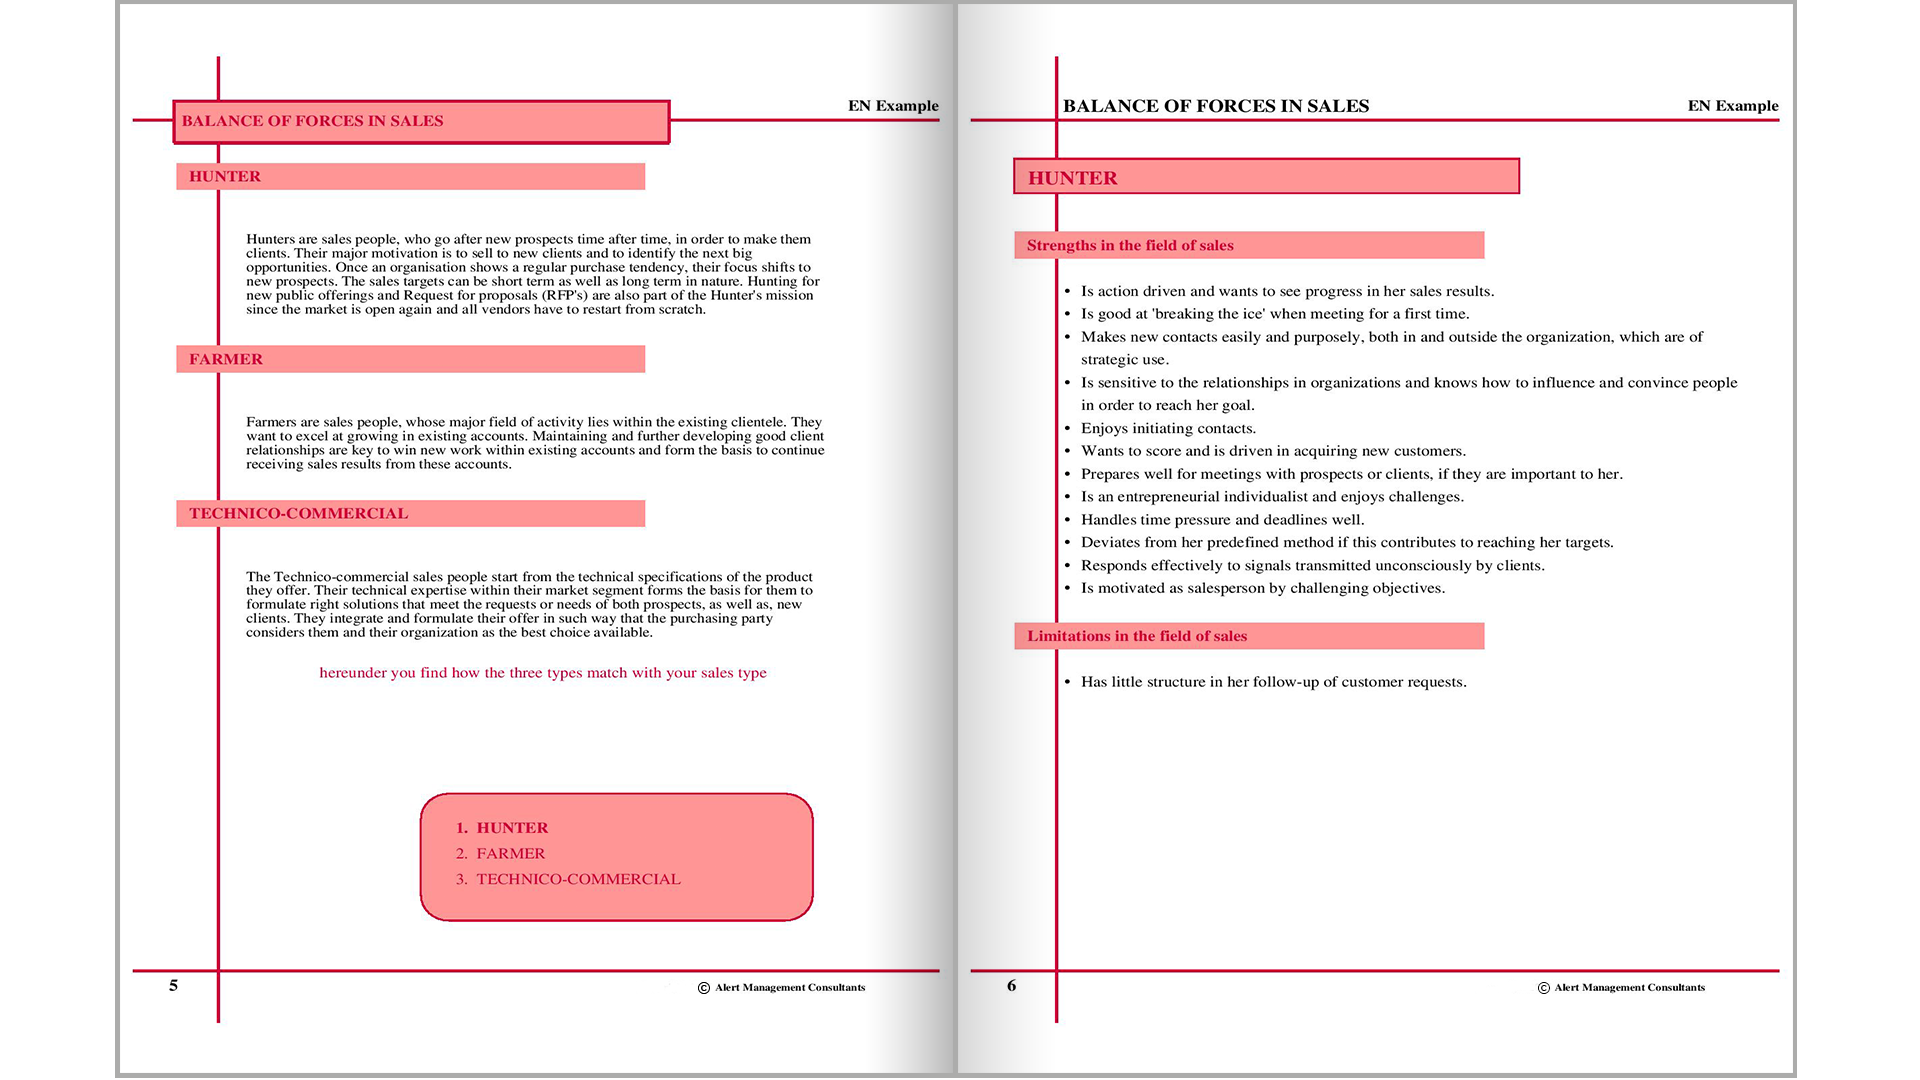 EN Example
BALANCE OF FORCES IN SALES
HUNTER
Hunters are sales people, who go after new prospects time after time, in order to make them
clients. Their major motivation is to sell to new clients and to identify the next big
opportunities. Once an organisation shows a regular purchase tendency, their focus shifts to
new prospects. The sales targets can be short term as well as long term in nature. Hunting for
new public offerings and Request for proposals (RFP's) are also part of the Hunter's mission
since the market is open again and all vendors have to restart from scratch.
FARMER
Farmers are sales people, whose major field of activity lies within the existing clientele. They
want to excel at growing in existing accounts. Maintaining and further developing good client
relationships are key to win new work within existing accounts and form the basis to continue
receiving sales results from these accounts.
TECHNICO-COMMERCIAL
The Technico-commercial sales people start from the technical specifications of the product
they offer. Their technical expertise within their market segment forms the basis for them to
formulate right solutions that meet the requests or needs of both prospects, as well as, new
clients. They integrate and formulate their offer in such way that the purchasing party
considers them and their organization as the best choice available.
hereunder you find how the three types match with your sales type
1. HUNTER
2. FARMER
3. TECHNICO-COMMERCIAL
5
© Alert Management Consultants
BALANCE OF FORCES IN SALES
EN Example
HUNTER
Strengths in the field of sales
• Is action driven and wants to see progress in her sales results.
• Is good at 'breaking the ice' when meeting for a first time.
• Makes new contacts easily and purposely, both in and outside the organization, which are of
strategic use.
• Is sensitive to the relationships in organizations and knows how to influence and convince people
in order to reach her goal.
• Enjoys initiating contacts.
• Wants to score and is driven in acquiring new customers.
• Prepares well for meetings with prospects or clients, if they are important to her.
• Is an entrepreneurial individualist and enjoys challenges.
• Handles time pressure and deadlines well.
• Deviates from her predefined method if this contributes to reaching her targets.
• Responds effectively to signals transmitted unconsciously by clients.
• Is motivated as salesperson by challenging objectives.
Limitations in the field of sales
• Has little structure in her follow-up of customer requests.
6
© Alert Management Consultants